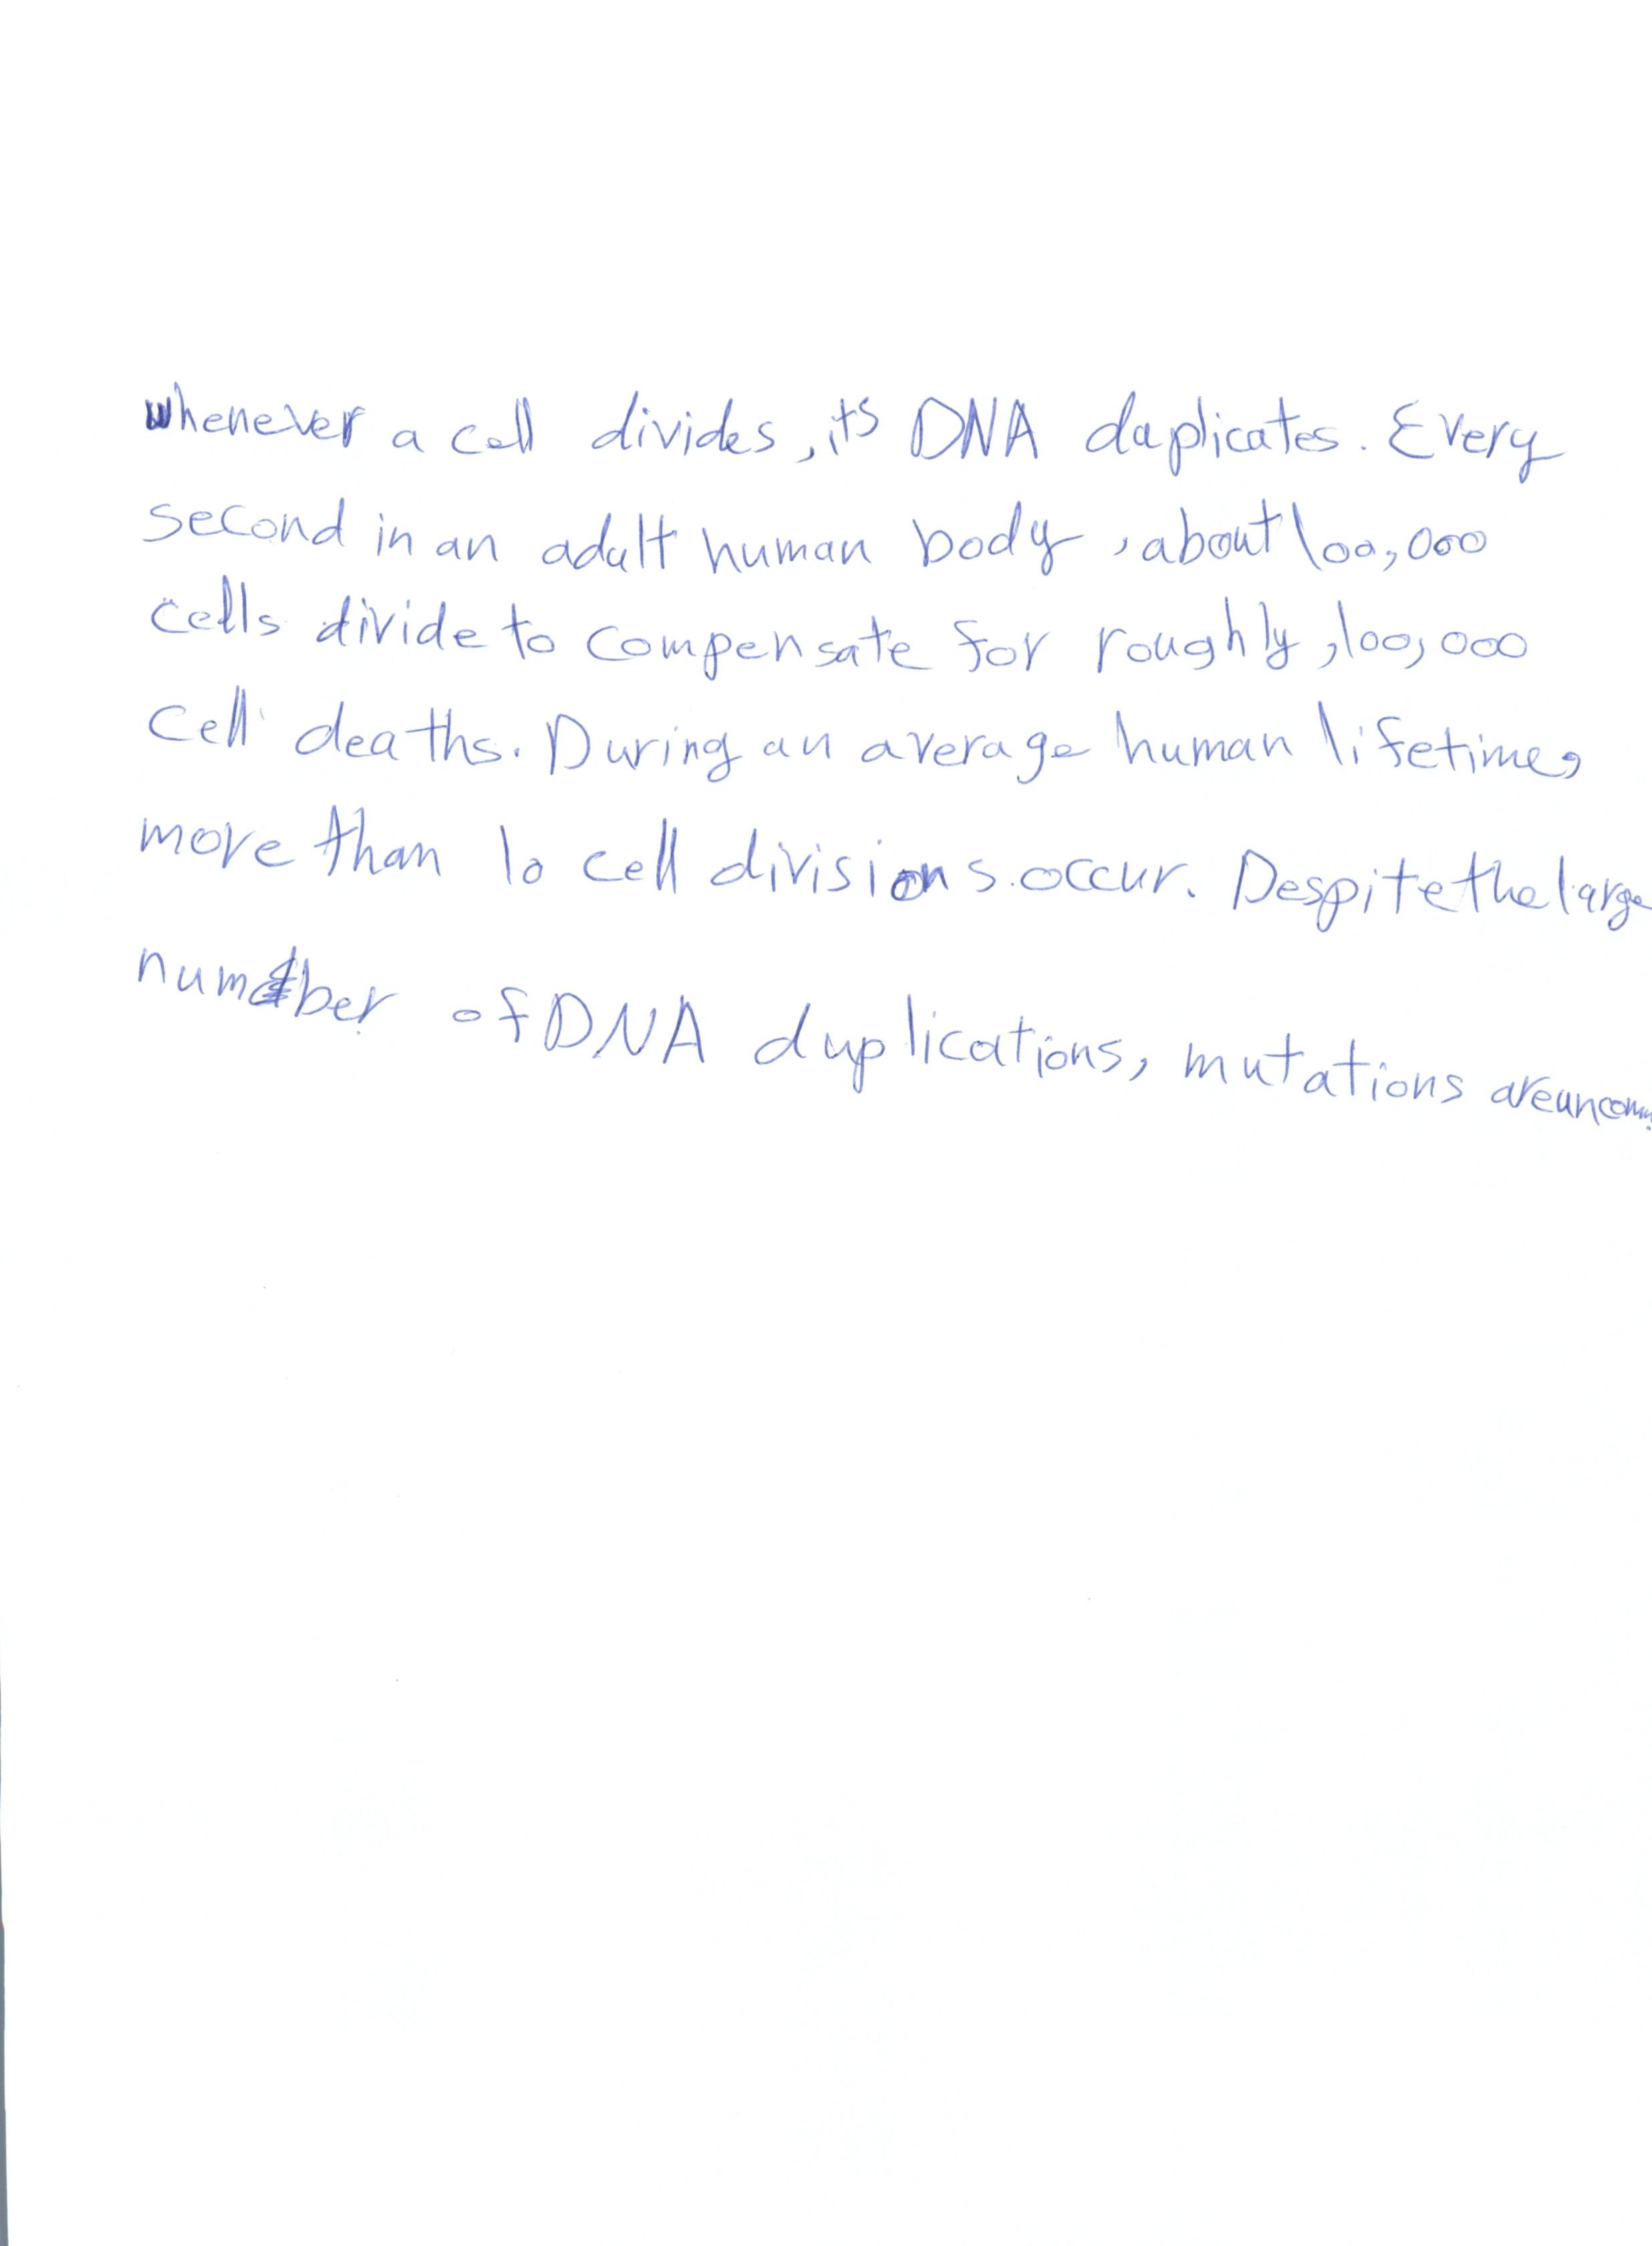 whenever a cell divides, its DNA duplicates. Every
second in an adult human body, about 100,000
cells divide to compensate for roughly ,100,000
cell deaths. During an average human lifetime,
more than 10 cell divisions.occur. Despite the large
number of DNA duplications, mutations are